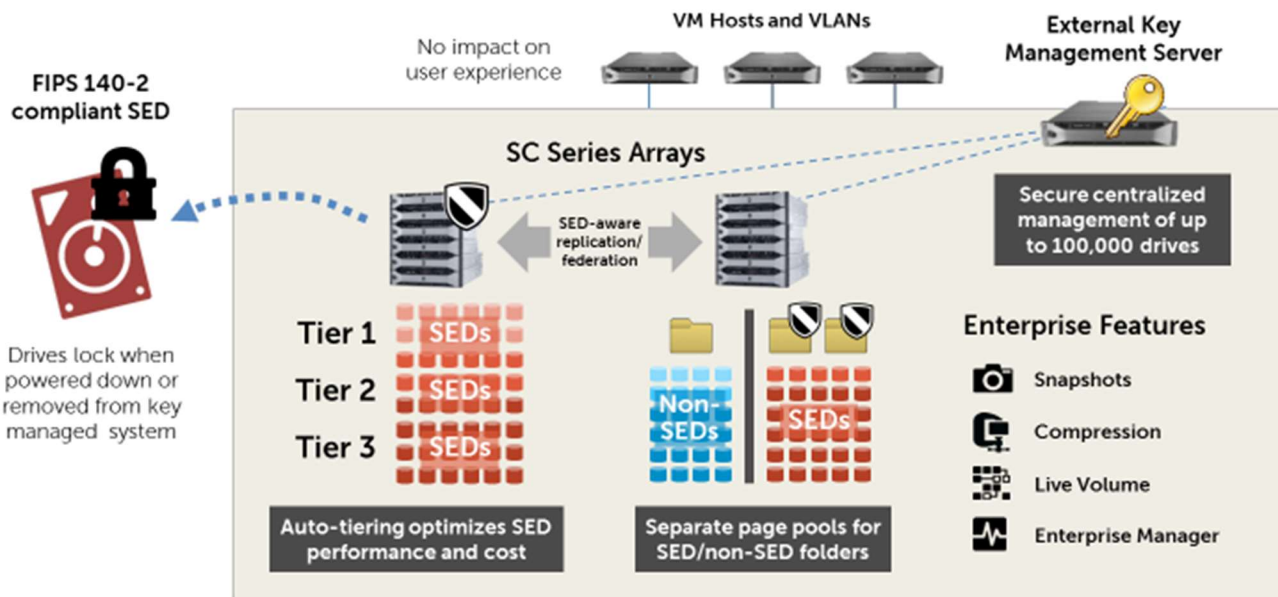 VM Hosts and VLANs
No impact on
user experience
External Key
Management Server
FIPS 140-2
compliant SED
SC Series Arrays
Secure centralized
management of up
to 100,000 drives
SED-aware
replication/
federation
Drives lock when
powered down or
removed from key
managed system
Tier 1
SEDs
Tier 2
SEDs
Tier 3
SEDs
Non-
SEDs
SEDs
Auto-tiering optimizes SED
performance and cost
Separate page pools for
SED/non-SED folders
Enterprise Features
Snapshots
Compression
Live Volume
Enterprise Manager